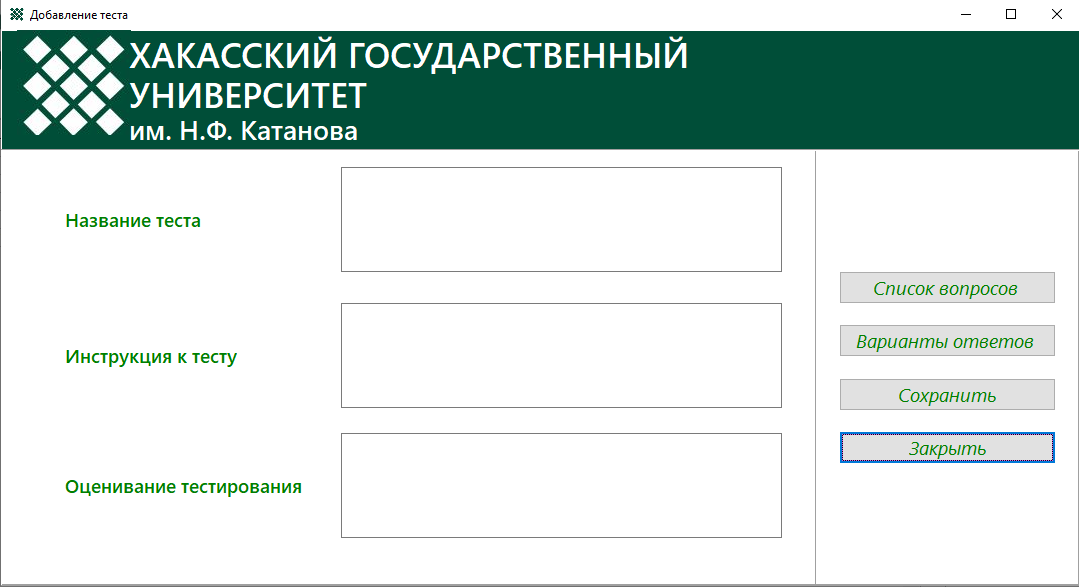 Добавление теста
ХАКАССКИЙ ГОСУДАРСТВЕННЫЙ
УНИВЕРСИТЕТ
им. Н.Ф. Катанова
Название теста
Инструкция к тесту
Оценивание тестирования
Список вопросов
Варианты ответов
Сохранить
Закрыть